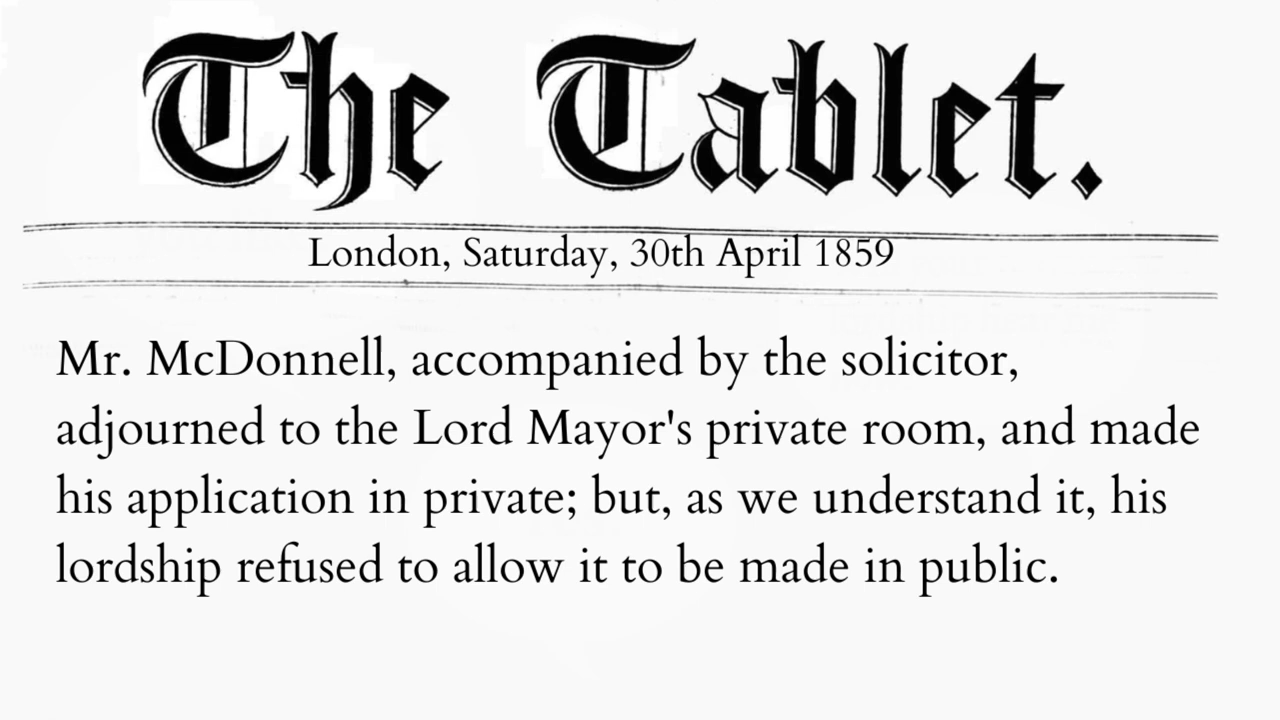 The Tablet.
London, Saturday, 30th April 1859
Mr. McDonnell, accompanied by the solicitor,
adjourned to the Lord Mayor's private room, and made
his application in private; but, as we understand it, his
lordship refused to allow it to be made in public.